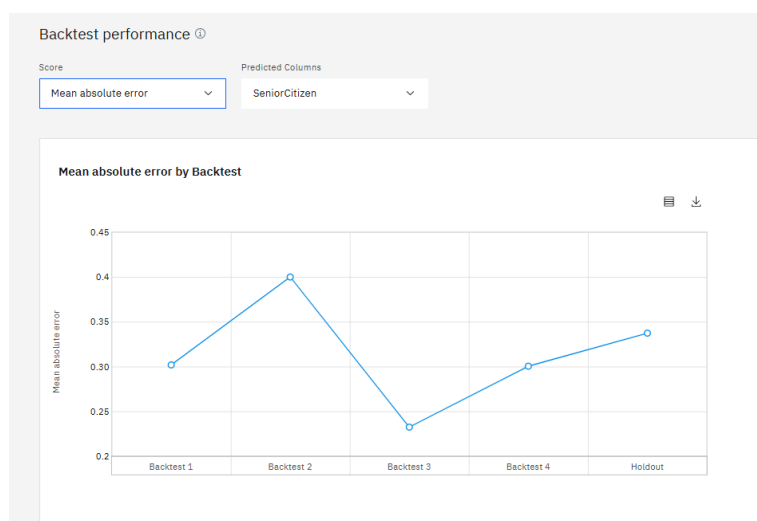 Backtest performance
Score
Predicted Columns
Mean absolute error
SeniorCitizen
Mean absolute error by Backtest
0.45
0.4
0.35
0.30
0.25
0.2
Mean absolute error
Backtest 1
Backtest 2
Backtest 3
Backtest 4
Holdout